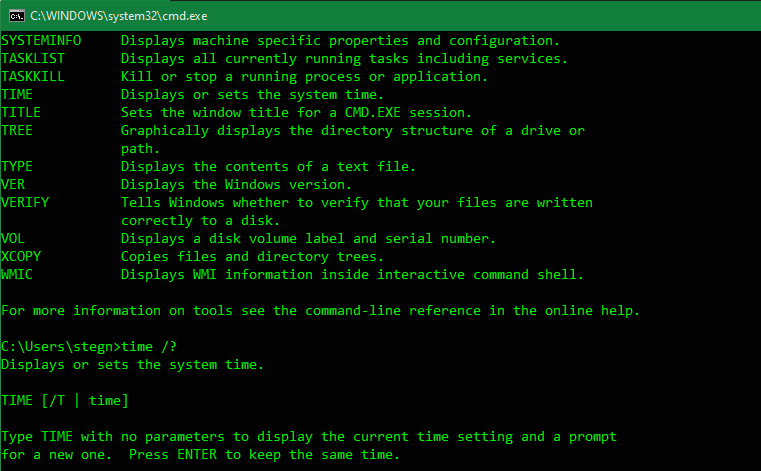 C:\WINDOWS\system32\cmd.exe
SYSTEMINFO     Displays machine specific properties and configuration.
TASKLIST       Displays all currently running tasks including services.
TASKKILL       Kill or stop a running process or application.
TIME           Displays or sets the system time.
TITLE          Sets the window title for a CMD.EXE session.
TREE           Graphically displays the directory structure of a drive or
               path.
TYPE           Displays the contents of a text file.
VER            Displays the Windows version.
VERIFY         Tells Windows whether to verify that your files are written
               correctly to a disk.
VOL            Displays a disk volume label and serial number.
XCOPY          Copies files and directory trees.
WMIC           Displays WMI information inside interactive command shell.
For more information on tools see the command-line reference in the online help.
C:\Users\stegn>time /?
Displays or sets the system time.
TIME [/T | time]
Type TIME with no parameters to display the current time setting and a prompt
for a new one.  Press ENTER to keep the same time.